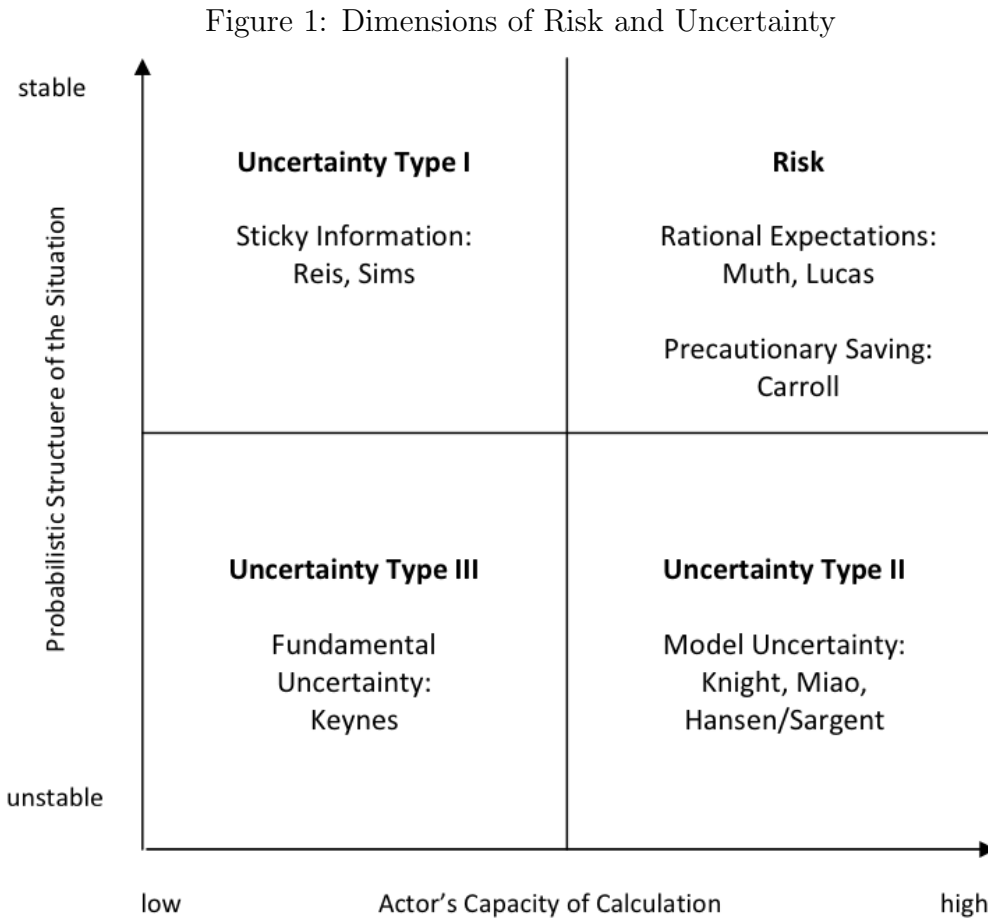 Figure 1: Dimensions of Risk and Uncertainty
stable
Uncertainty Type I
Risk
Sticky Information:
Reis, Sims
Rational Expectations:
Muth, Lucas
Precautionary Saving:
Carroll
Probabilistic Structuere of the Situation
Uncertainty Type III
Uncertainty Type II
Fundamental
Uncertainty:
Keynes
Model Uncertainty:
Knight, Miao,
Hansen/Sargent
unstable
low
Actor’s Capacity of Calculation
high